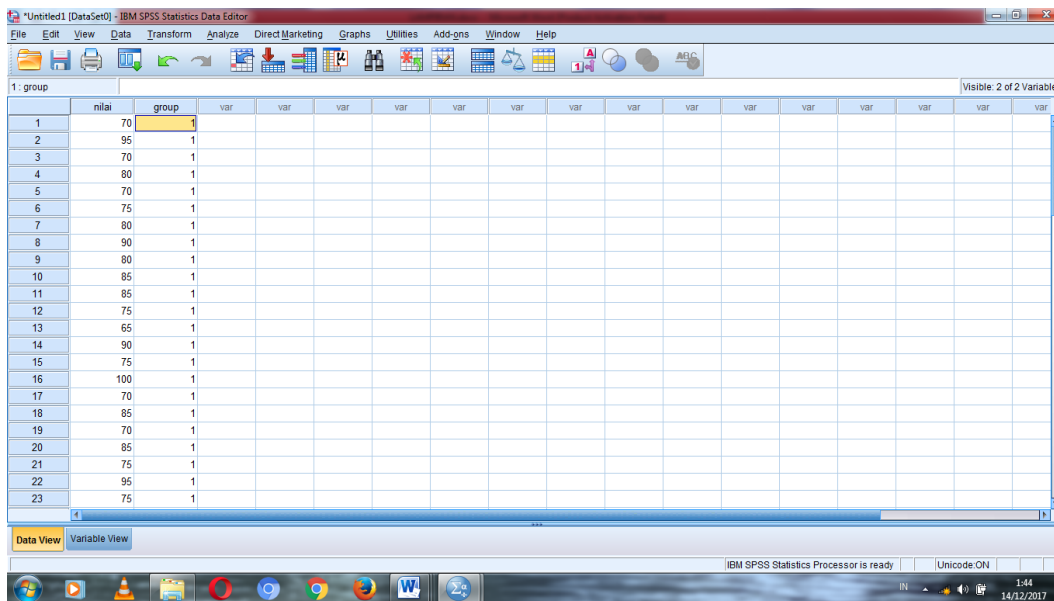 *Untitled1 [DataSet0] - IBM SPSS Statistics Data Editor
File Edit View Data Transform Analyze Direct Marketing Graphs Utilities Add-ons Window Help
1 : group Visible: 2 of 2 Variable
nilai group var var var var var var var var var var var var var var
1 70 1
2 95 1
3 70 1
4 80 1
5 70 1
6 75 1
7 80 1
8 90 1
9 80 1
10 85 1
11 85 1
12 75 1
13 65 1
14 90 1
15 75 1
16 100 1
17 70 1
18 85 1
19 70 1
20 85 1
21 75 1
22 95 1
23 75 1
Data View Variable View
IBM SPSS Statistics Processor is ready Unicode:ON
IN 1:44
14/12/2017